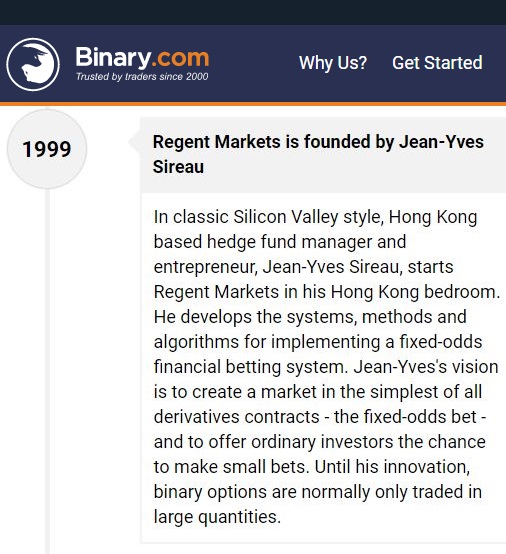 Binary.com
Trusted by traders since 2000
Why Us?
Get Started
1999
Regent Markets is founded by Jean-Yves
Sireau
In classic Silicon Valley style, Hong Kong
based hedge fund manager and
entrepreneur, Jean-Yves Sireau, starts
Regent Markets in his Hong Kong bedroom.
He develops the systems, methods and
algorithms for implementing a fixed-odds
financial betting system. Jean-Yves's vision
is to create a market in the simplest of all
derivatives contracts - the fixed-odds bet -
and to offer ordinary investors the chance
to make small bets. Until his innovation,
binary options are normally only traded in
large quantities.